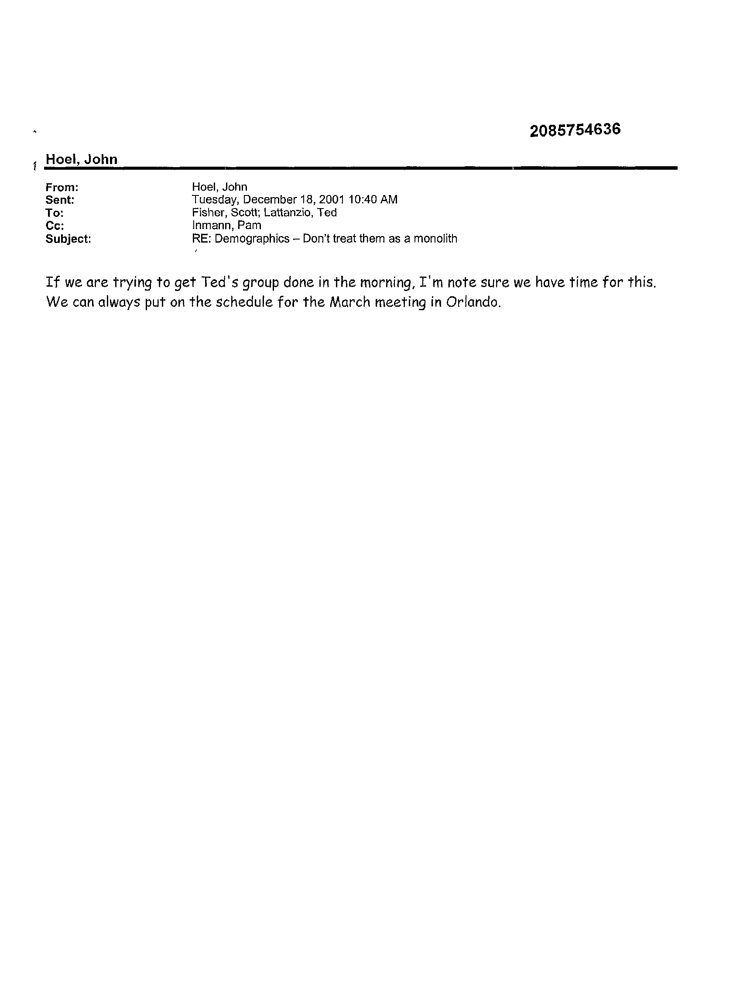 2085754636
Hoel, John
From: Hoel, John
Sent: Tuesday, December 18, 2001 10:40 AM
To: Fisher, Scott; Lattanzio, Ted
Cc: Inmann, Pam
Subject: RE: Demographics – Don't treat them as a monolith
If we are trying to get Ted's group done in the morning, I'm note sure we have time for this.
We can always put on the schedule for the March meeting in Orlando.